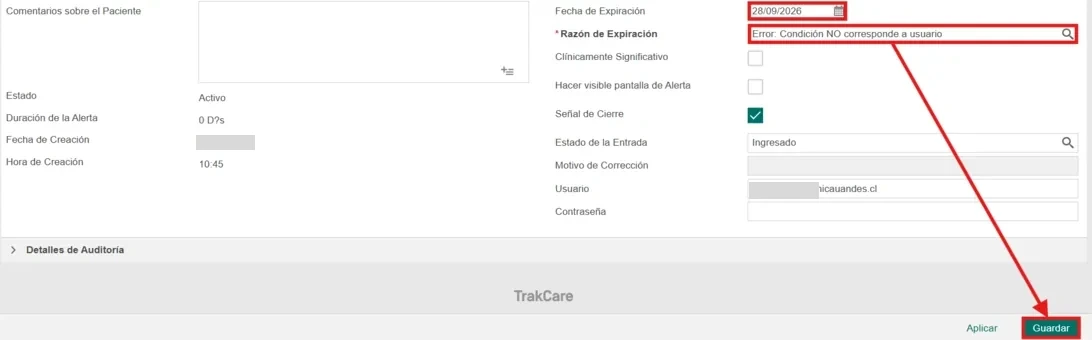 Comentarios sobre el Paciente
Fecha de Expiración
28/09/2026
* Razón de Expiración
Error: Condición NO corresponde a usuario
Clínicamente Significativo
Hacer visible pantalla de Alerta
Estado
Activo
Señal de Cierre
Duración de la Alerta
0 D?s
Fecha de Creación
Estado de la Entrada
Ingresado
Hora de Creación
10:45
Motivo de Corrección
Usuario
nicauandes.cl
Contraseña
Detalles de Auditoría
TrakCare
Aplicar
Guardar